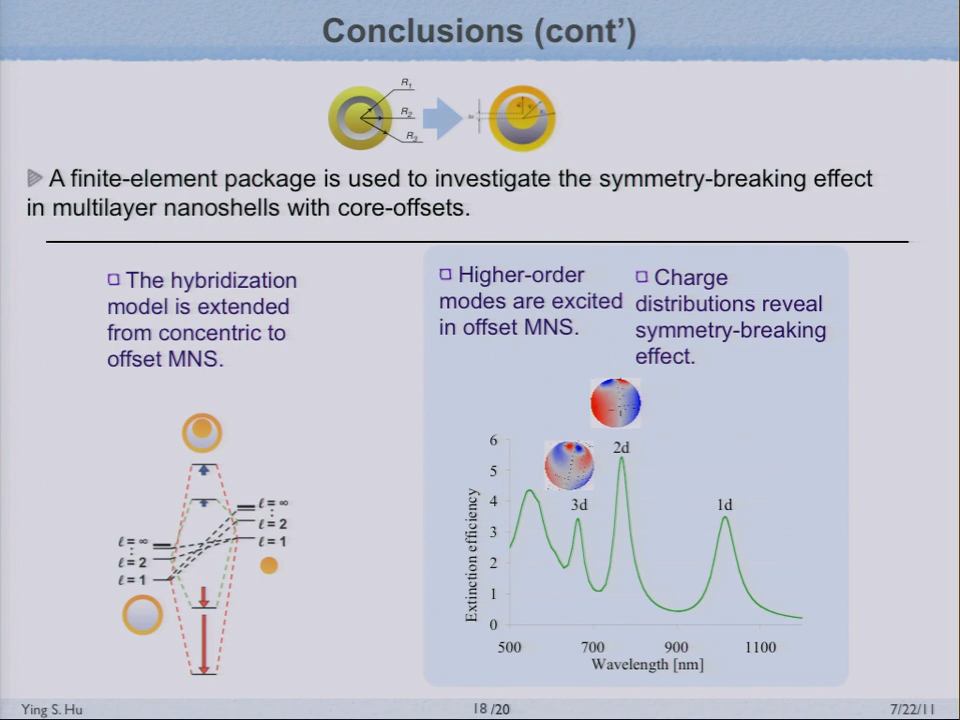 Conclusions (cont’)
R1
R2
R3
A finite-element package is used to investigate the symmetry-breaking effect
in multilayer nanoshells with core-offsets.
The hybridization
model is extended
from concentric to
offset MNS.
Higher-order
modes are excited
in offset MNS.
Charge
distributions reveal
symmetry-breaking
effect.
ℓ = ∞
ℓ = 2
ℓ = 1
ℓ = ∞
ℓ = 2
ℓ = 1
6
5
4
3
2
1
0
Extinction efficiency
3d
2d
1d
500 700 900 1100
Wavelength [nm]
Ying S. Hu
18 /20
7/22/11